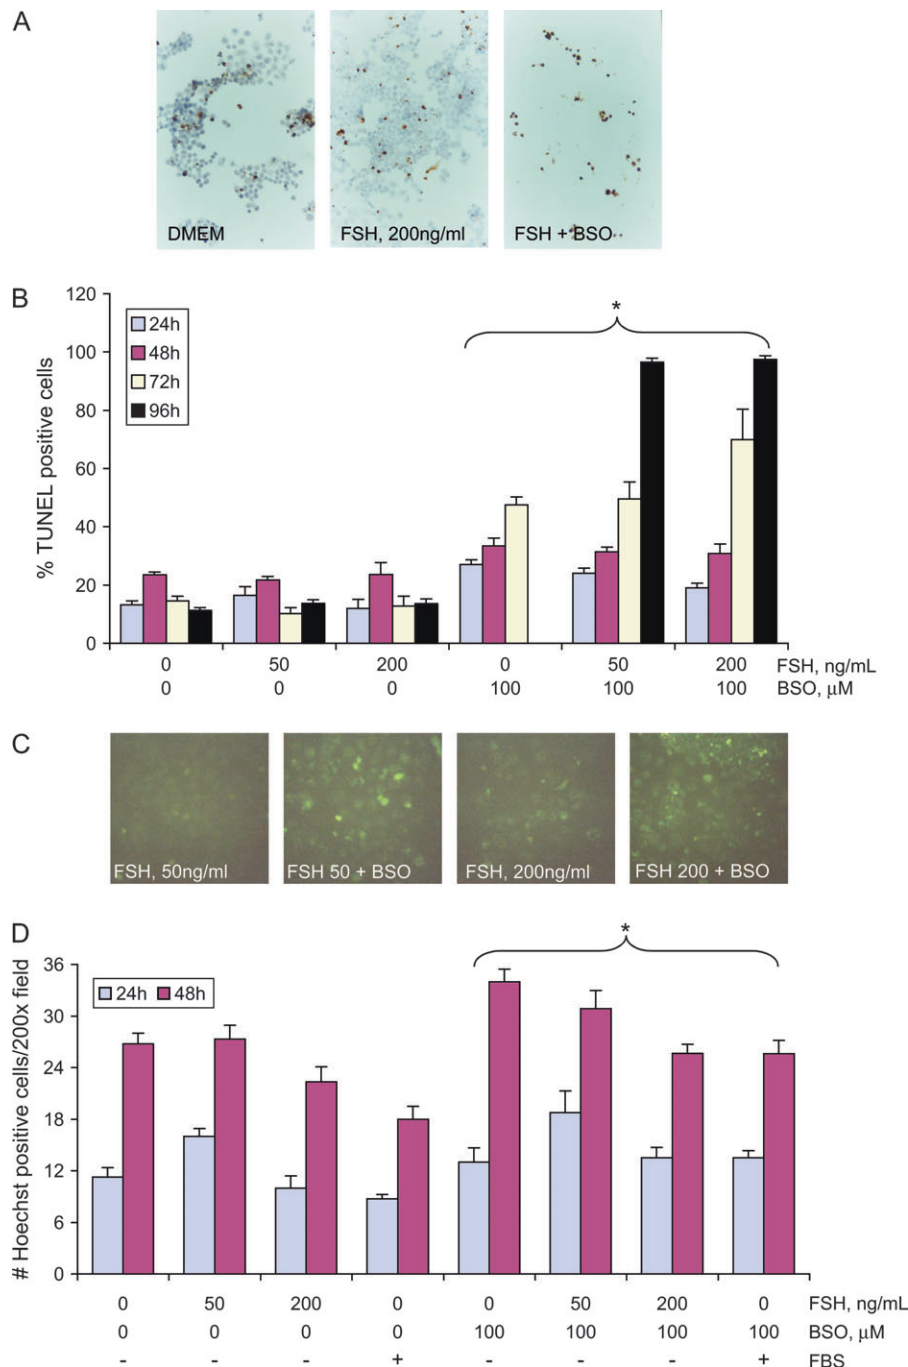 A
DMEM
FSH, 200ng/ml
FSH + BSO
B
% TUNEL positive cells
120
100
80
60
40
20
0
24h
48h
72h
96h
*
0 50 200 0 50 200 FSH, ng/mL
0 0 0 100 100 100 BSO, μM
C
FSH, 50ng/ml
FSH 50 + BSO
FSH, 200ng/ml
FSH 200 + BSO
D
# Hoechst positive cells/200x field
36
30
24
18
12
6
0
24h 48h
*
0 50 200 0 0 50 200 0 FSH, ng/mL
0 0 0 0 100 100 100 100 BSO, μM
- - - + - - - + FBS